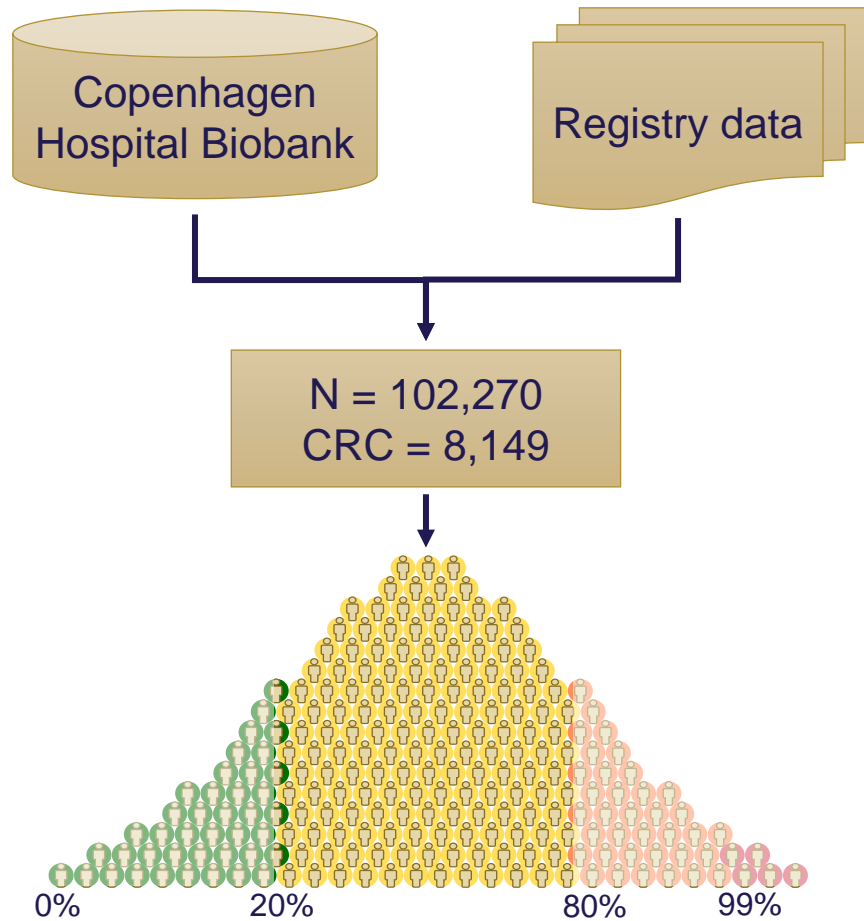 Copenhagen
Hospital Biobank
Registry data
N = 102,270
CRC = 8,149
0%
20%
80%
99%